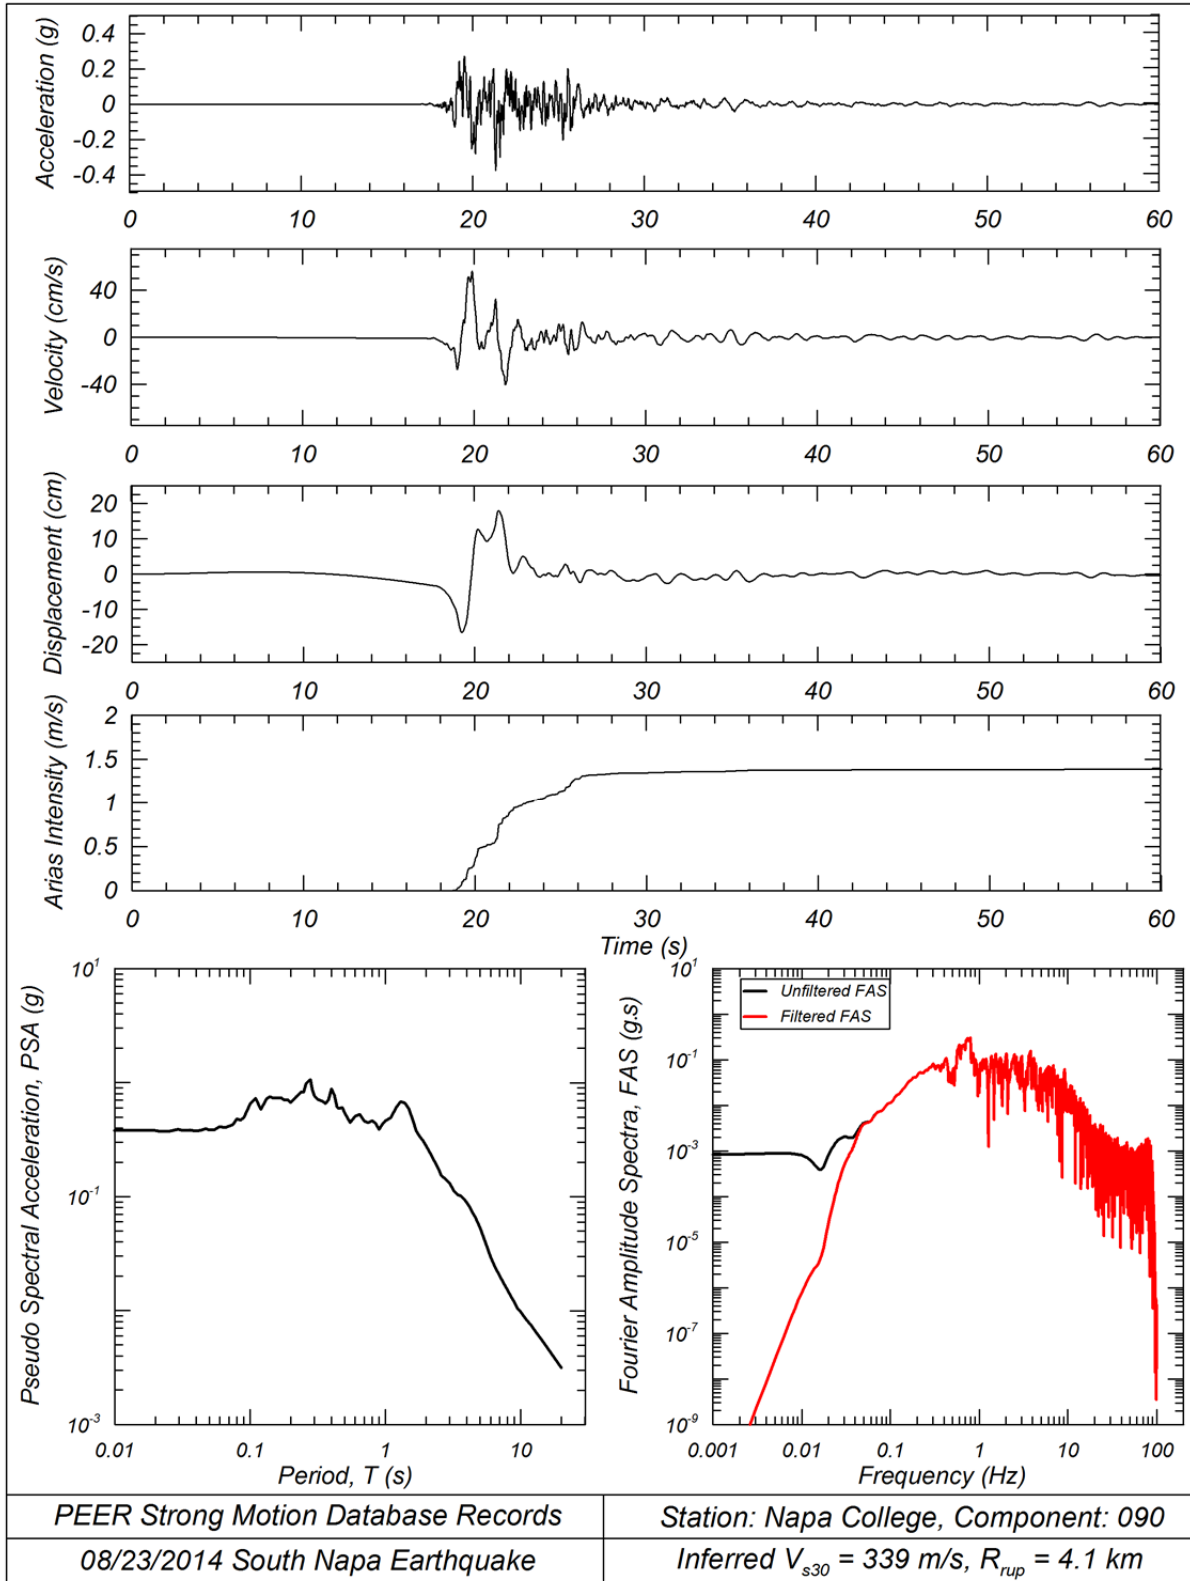 Acceleration (g)
0.4
0.2
0
-0.2
-0.4
0 10 20 30 40 50 60
Velocity (cm/s)
40
0
-40
0 10 20 30 40 50 60
Displacement (cm)
20
10
0
-10
-20
0 10 20 30 40 50 60
Arias Intensity (m/s)
2
1.5
1
0.5
0
0 10 20 30 40 50 60
Time (s)
Pseudo Spectral Acceleration, PSA (g)
10¹
10⁰
10⁻¹
10⁻³
0.01 0.1 1 10
Period, T (s)
Fourier Amplitude Spectra, FAS (g.s)
10¹
10⁻¹
10⁻³
10⁻⁵
10⁻⁷
10⁻⁹
Unfiltered FAS
Filtered FAS
0.001 0.01 0.1 1 10 100
Frequency (Hz)
PEER Strong Motion Database Records
Station: Napa College, Component: 090
08/23/2014 South Napa Earthquake
Inferred Vs30 = 339 m/s, Rrup = 4.1 km